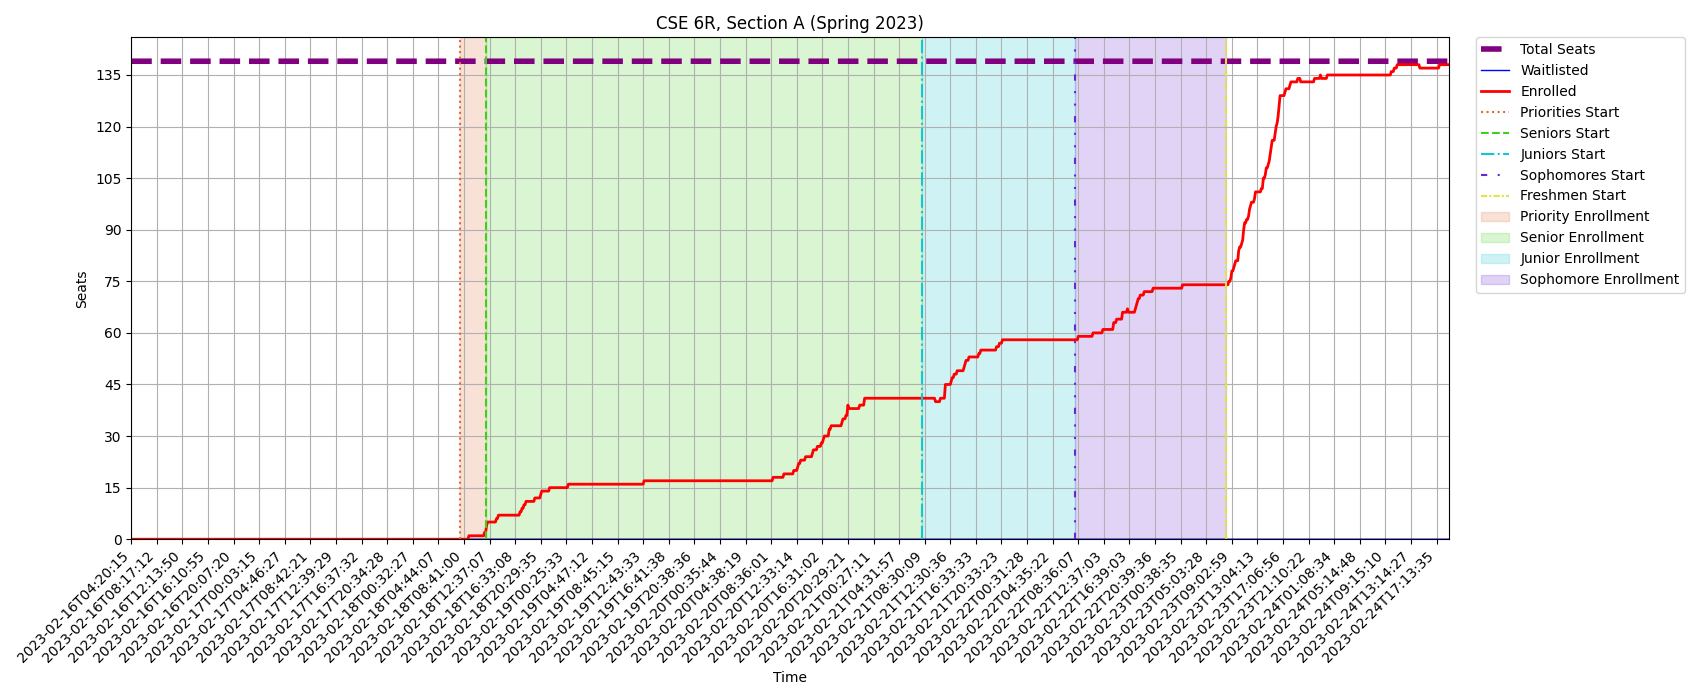 CSE 6R, Section A (Spring 2023)
Total Seats
Waitlisted
Enrolled
Priorities Start
Seniors Start
Juniors Start
Sophomores Start
Freshmen Start
Priority Enrollment
Senior Enrollment
Junior Enrollment
Sophomore Enrollment
Seats
135
120
105
90
75
60
45
30
15
0
2023-02-16T04:20:15
2023-02-16T08:17:12
2023-02-16T12:13:50
2023-02-16T16:10:55
2023-02-16T20:07:20
2023-02-17T00:03:15
2023-02-17T04:46:27
2023-02-17T08:42:21
2023-02-17T12:39:29
2023-02-17T16:37:32
2023-02-17T20:34:28
2023-02-18T00:32:27
2023-02-18T04:44:07
2023-02-18T08:41:00
2023-02-18T12:37:07
2023-02-18T16:33:08
2023-02-18T20:29:35
2023-02-19T00:25:33
2023-02-19T04:47:12
2023-02-19T08:45:15
2023-02-19T12:43:33
2023-02-19T16:41:38
2023-02-19T20:38:36
2023-02-20T00:35:44
2023-02-20T04:38:19
2023-02-20T08:36:01
2023-02-20T12:33:14
2023-02-20T16:31:02
2023-02-20T20:29:21
2023-02-21T00:27:11
2023-02-21T04:31:57
2023-02-21T08:30:09
2023-02-21T12:30:36
2023-02-21T16:33:33
2023-02-21T20:33:23
2023-02-22T00:31:28
2023-02-22T04:35:22
2023-02-22T08:36:07
2023-02-22T12:37:03
2023-02-22T16:39:03
2023-02-22T20:39:36
2023-02-23T00:38:35
2023-02-23T05:03:28
2023-02-23T09:02:59
2023-02-23T13:04:13
2023-02-23T17:06:56
2023-02-23T21:10:22
2023-02-24T01:08:34
2023-02-24T05:14:48
2023-02-24T09:15:10
2023-02-24T13:14:27
2023-02-24T17:13:35
Time